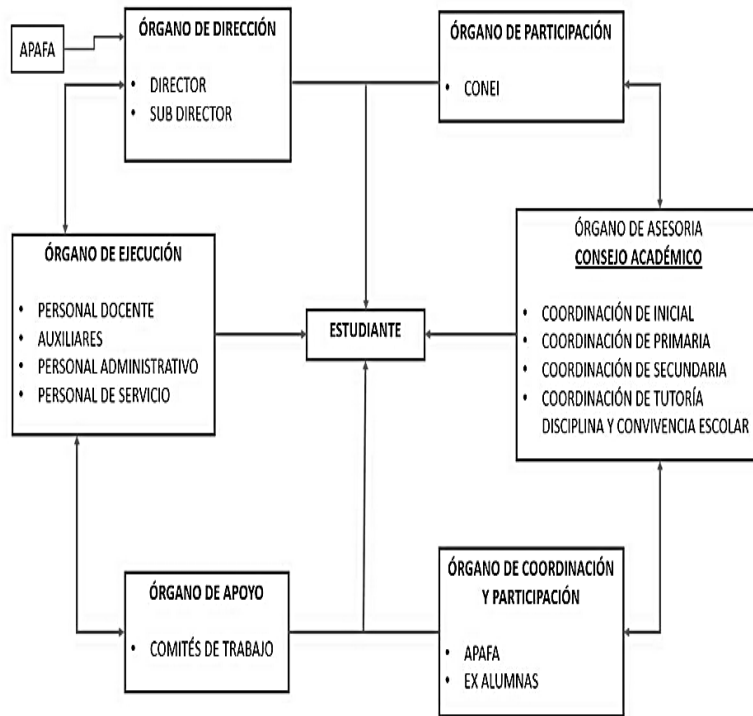 APAFA
ÓRGANO DE DIRECCIÓN
• DIRECTOR
• SUB DIRECTOR
ÓRGANO DE PARTICIPACIÓN
• CONEI
ÓRGANO DE EJECUCIÓN
• PERSONAL DOCENTE
• AUXILIARES
• PERSONAL ADMINISTRATIVO
• PERSONAL DE SERVICIO
ESTUDIANTE
ÓRGANO DE ASESORIA
CONSEJO ACADÉMICO
• COORDINACIÓN DE INICIAL
• COORDINACIÓN DE PRIMARIA
• COORDINACIÓN DE SECUNDARIA
• COORDINACIÓN DE TUTORÍA
DISCIPLINA Y CONVIVENCIA ESCOLAR
ÓRGANO DE APOYO
• COMITÉS DE TRABAJO
ÓRGANO DE COORDINACIÓN
Y PARTICIPACIÓN
• APAFA
• EX ALUMNAS